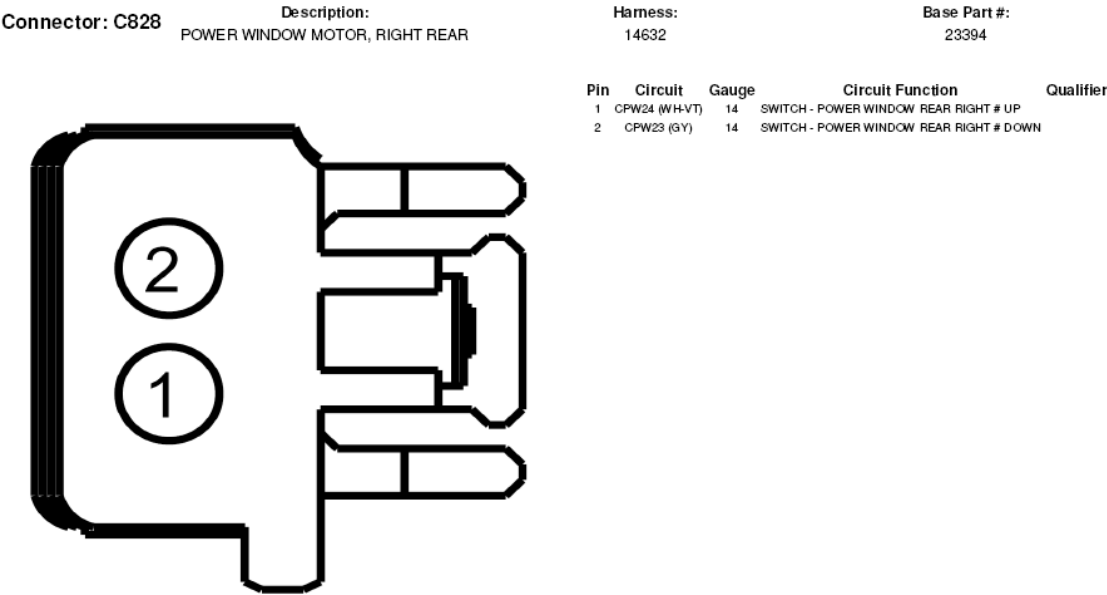 Connector: C828
Description:
POWER WINDOW MOTOR, RIGHT REAR
Harness:
14632
Base Part #:
23394
Pin Circuit Gauge Circuit Function Qualifier
1 CPW24 (WH-VT) 14 SWITCH - POWER WINDOW REAR RIGHT # UP
2 CPW23 (GY) 14 SWITCH - POWER WINDOW REAR RIGHT # DOWN
2
1